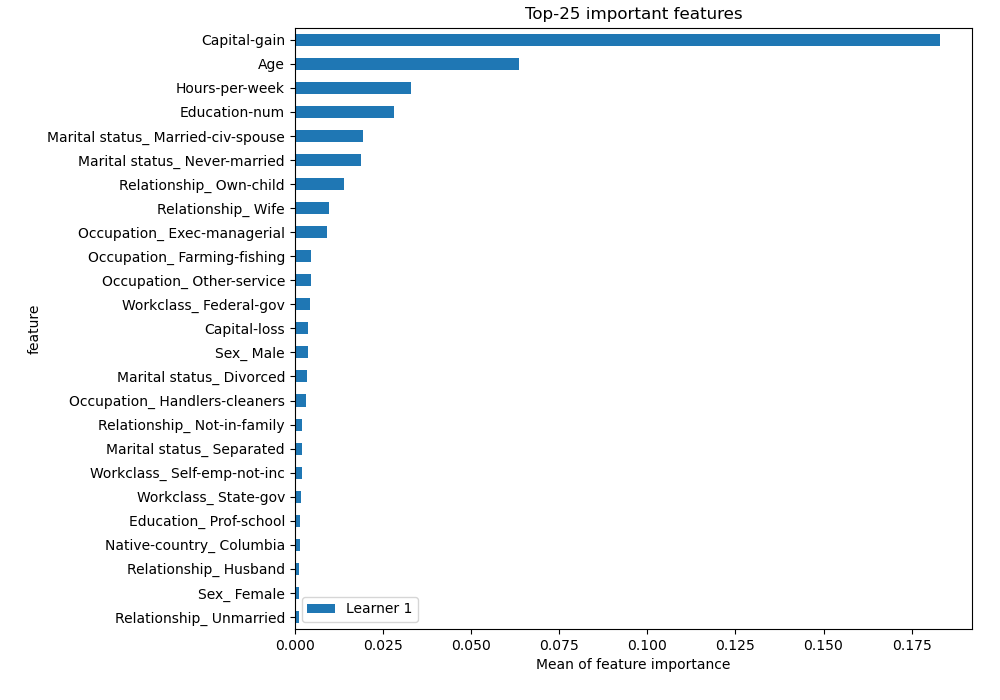 Top-25 important features
Capital-gain
Age
Hours-per-week
Education-num
Marital status_ Married-civ-spouse
Marital status_ Never-married
Relationship_ Own-child
Relationship_ Wife
Occupation_ Exec-managerial
Occupation_ Farming-fishing
Occupation_ Other-service
Workclass_ Federal-gov
Capital-loss
Sex_ Male
Marital status_ Divorced
Occupation_ Handlers-cleaners
Relationship_ Not-in-family
Marital status_ Separated
Workclass_ Self-emp-not-inc
Workclass_ State-gov
Education_ Prof-school
Native-country_ Columbia
Relationship_ Husband
Sex_ Female
Relationship_ Unmarried
feature
Learner 1
0.000 0.025 0.050 0.075 0.100 0.125 0.150 0.175
Mean of feature importance